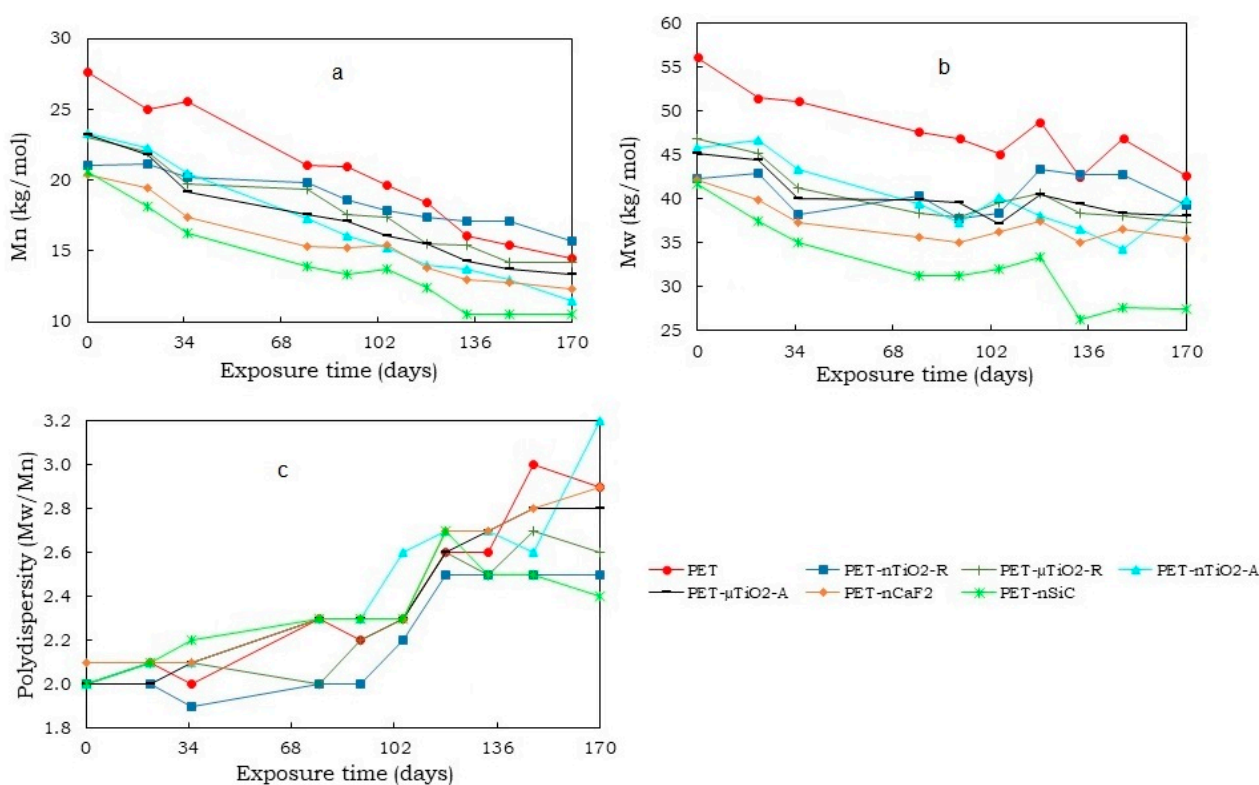 a
Mn (kg/mol)
30
25
20
15
10
0 34 68 102 136 170
Exposure time (days)
b
Mw (kg/mol)
60
55
50
45
40
35
30
25
0 34 68 102 136 170
Exposure time (days)
c
Polydispersity (Mw/Mn)
3.2
3.0
2.8
2.6
2.4
2.2
2.0
1.8
0 34 68 102 136 170
Exposure time (days)
PET PET-nTiO2-R PET-µTiO2-R PET-nTiO2-A
PET-µTiO2-A PET-nCaF2 PET-nSiC